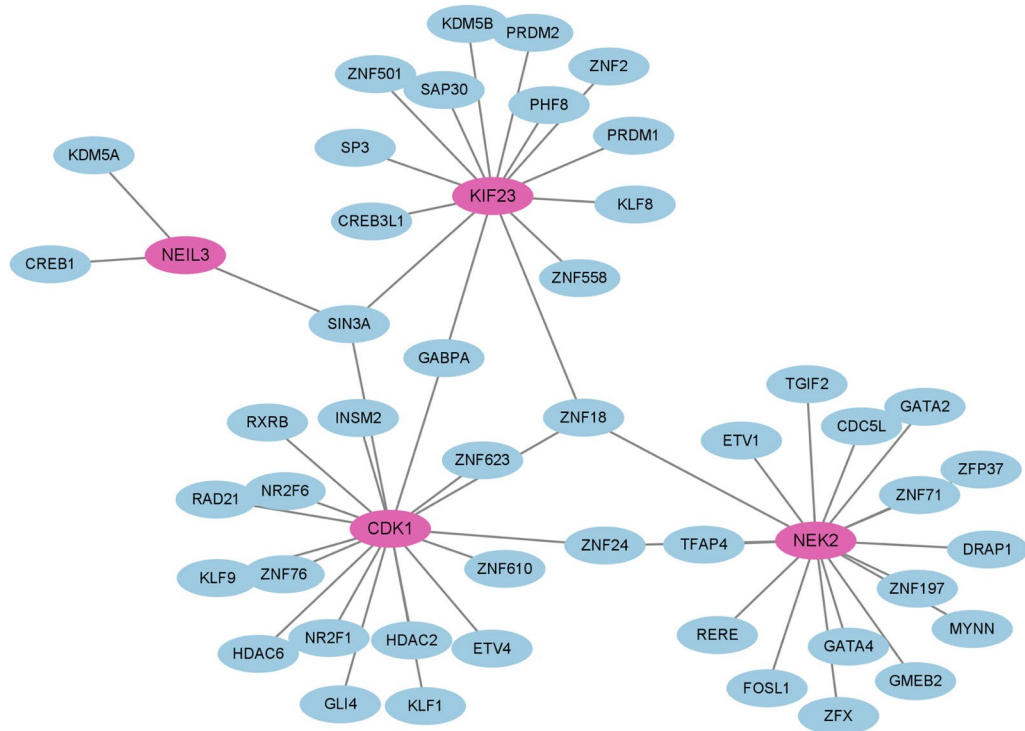 KDM5B
PRDM2
ZNF501
SAP30
PHF8
ZNF2
SP3
PRDM1
KDM5A
KIF23
CREB3L1
KLF8
CREB1
NEIL3
ZNF558
SIN3A
GABPA
TGIF2
RXRB
INSM2
ZNF18
ETV1
CDC5L
GATA2
ZNF623
RAD21
NR2F6
ZNF71
ZFP37
CDK1
ZNF24
TFAP4
NEK2
DRAP1
KLF9
ZNF76
ZNF610
ZNF197
HDAC6
NR2F1
HDAC2
ETV4
RERE
GATA4
MYNN
GLI4
KLF1
FOSL1
ZFX
GMEB2